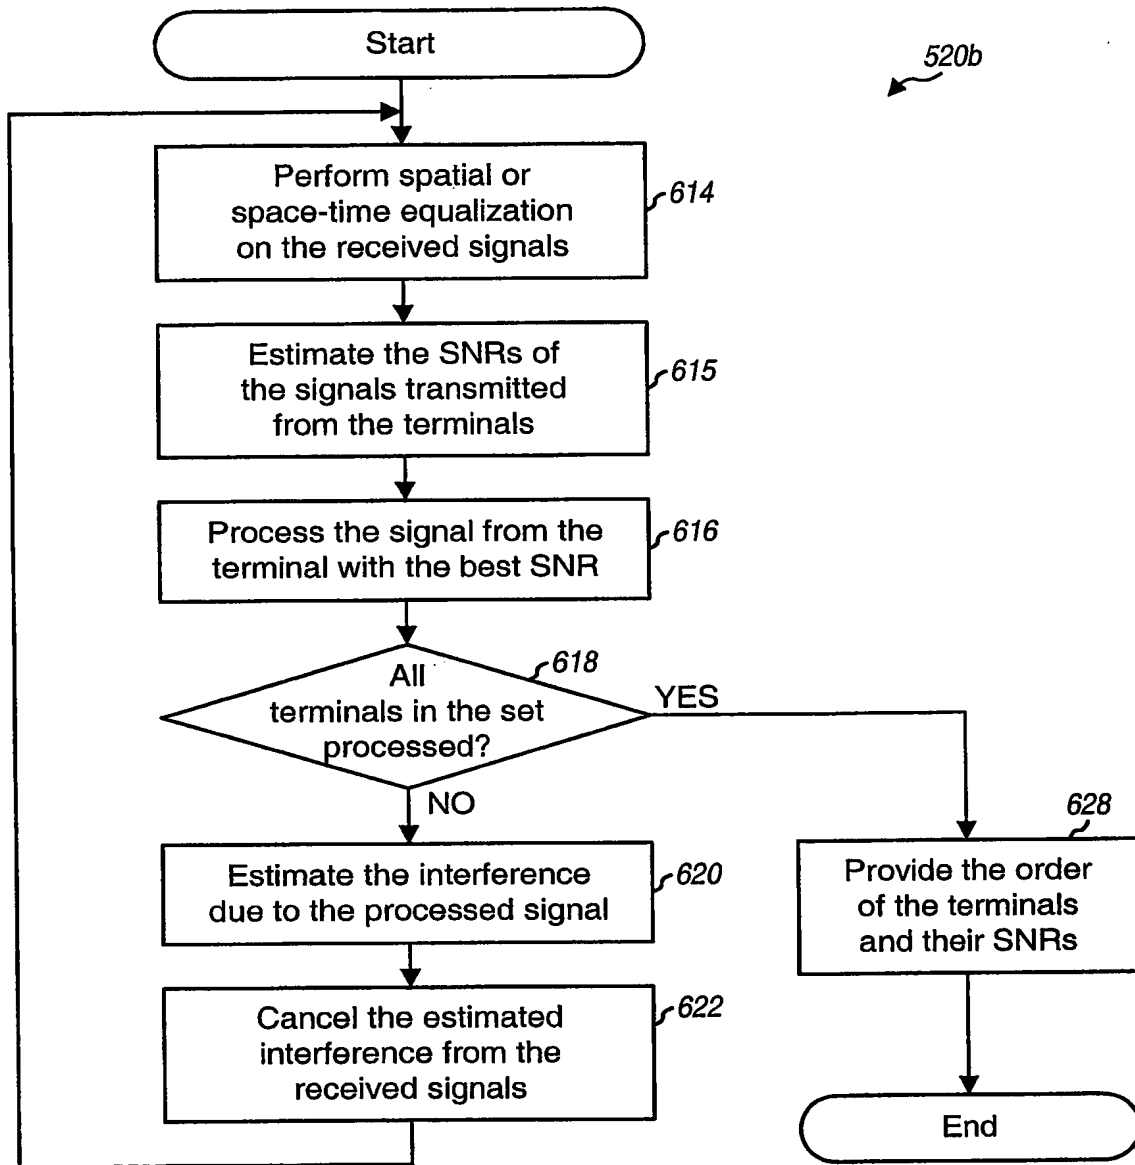 Start
520b
Perform spatial or
space-time equalization
on the received signals
614
Estimate the SNRs of
the signals transmitted
from the terminals
615
Process the signal from the
terminal with the best SNR
616
All
terminals in the set
processed?
618
YES
NO
Estimate the interference
due to the processed signal
620
Cancel the estimated
interference from the
received signals
622
628
Provide the order
of the terminals
and their SNRs
End